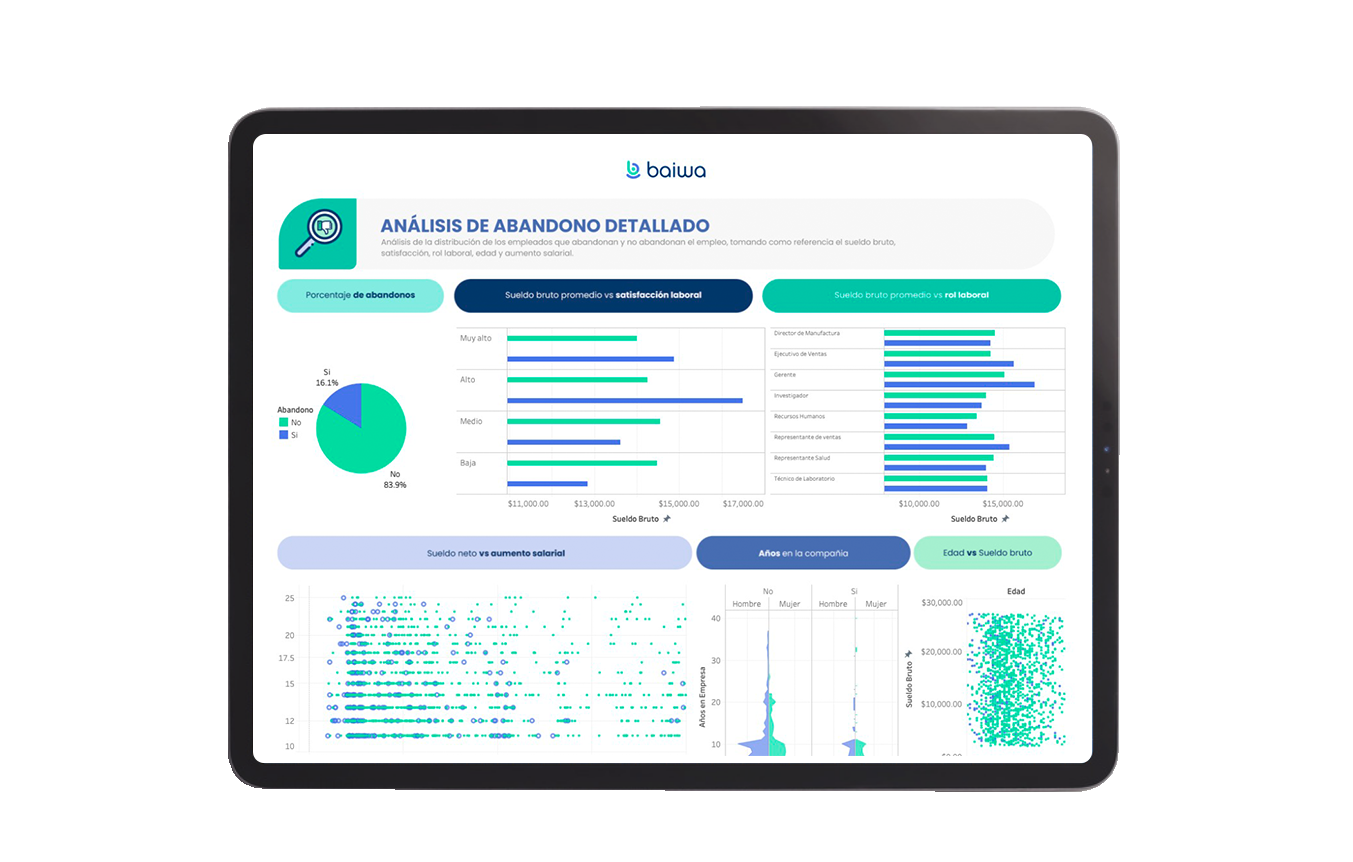 baiwa
ANÁLISIS DE ABANDONO DETALLADO
Análisis de la distribución de los empleados que abandonan y no abandonan el empleo, tomando como referencia el sueldo bruto,
satisfacción, rol laboral, edad y aumento salarial.
Porcentaje de abandonos
Sueldo bruto promedio vs satisfacción laboral
Sueldo bruto promedio vs rol laboral
Si
16.1%
Abandono
No
Si
No
83.9%
Muy alto
Alto
Medio
Baja
$11,000.00 $13,000.00 $15,000.00 $17,000.00
Sueldo Bruto
Director de Manufactura
Ejecutivo de Ventas
Gerente
Investigador
Recursos Humanos
Representante de ventas
Representante Salud
Técnico de Laboratorio
$10,000.00 $15,000.00
Sueldo Bruto
Sueldo neto vs aumento salarial
Años en la compañia
Edad vs Sueldo bruto
25
20
17.5
15
12
10
No Si
Hombre Mujer Hombre Mujer
Años en Empresa
40
30
20
10
Edad
Sueldo Bruto
$30,000.00
$20,000.00
$10,000.00